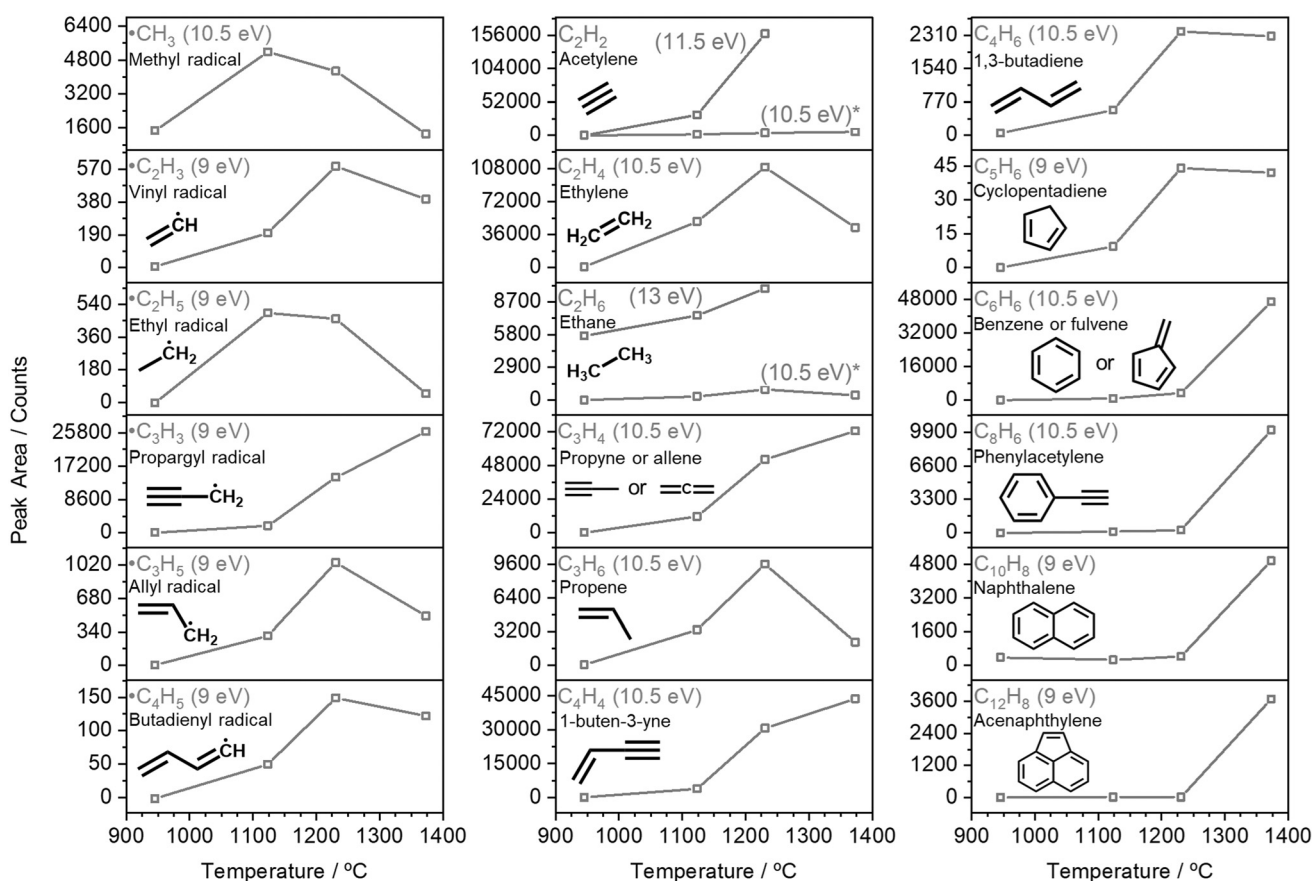 Peak Area / Counts
•CH₃ (10.5 eV)
Methyl radical
6400
4800
3200
1600
•C₂H₃ (9 eV)
Vinyl radical
ĊH
570
380
190
0
•C₂H₅ (9 eV)
Ethyl radical
ĊH₂
540
360
180
0
•C₃H₃ (9 eV)
Propargyl radical
ĊH₂
25800
17200
8600
0
•C₃H₅ (9 eV)
Allyl radical
ĊH₂
1020
680
340
0
•C₄H₅ (9 eV)
Butadienyl radical
ĊH
150
100
50
0
900 1000 1100 1200 1300 1400
Temperature / ºC
C₂H₂
(11.5 eV)
Acetylene
(10.5 eV)*
156000
104000
52000
0
C₂H₄ (10.5 eV)
Ethylene
H₂C
CH₂
108000
72000
36000
0
C₂H₆
(13 eV)
Ethane
H₃C
CH₃
(10.5 eV)*
8700
5800
2900
0
C₃H₄ (10.5 eV)
Propyne or allene
or
C
72000
48000
24000
0
C₃H₆ (10.5 eV)
Propene
9600
6400
3200
0
C₄H₄ (10.5 eV)
1-buten-3-yne
45000
30000
15000
0
900 1000 1100 1200 1300 1400
Temperature / ºC
C₄H₆ (10.5 eV)
1,3-butadiene
2310
1540
770
0
C₅H₆ (9 eV)
Cyclopentadiene
45
30
15
0
C₆H₆ (10.5 eV)
Benzene or fulvene
or
48000
32000
16000
0
C₈H₆ (10.5 eV)
Phenylacetylene
9900
6600
3300
0
C₁₀H₈ (9 eV)
Naphthalene
4800
3200
1600
0
C₁₂H₈ (9 eV)
Acenaphthylene
3600
2400
1200
0
900 1000 1100 1200 1300 1400
Temperature / ºC